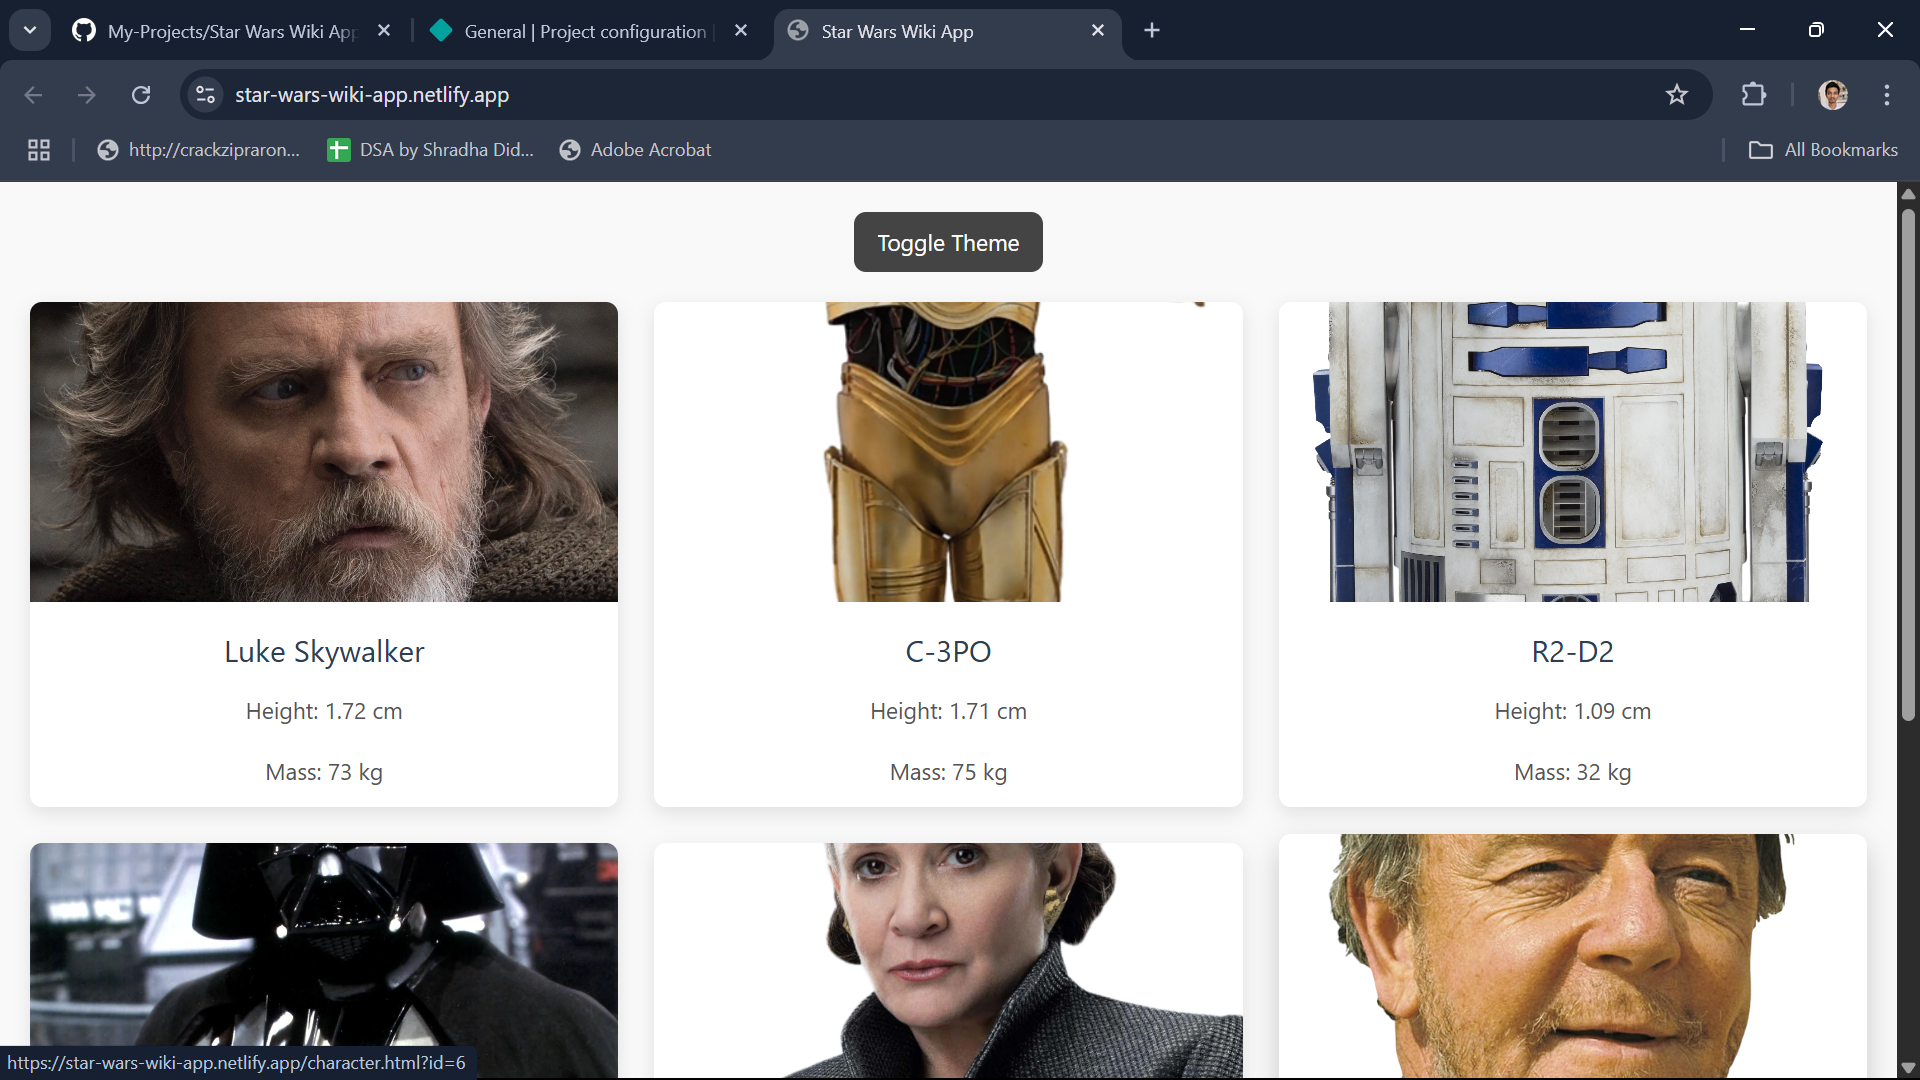 My-Projects/Star Wars Wiki App
General | Project configuration
Star Wars Wiki App
star-wars-wiki-app.netlify.app
http://crackzipraron...
DSA by Shradha Did...
Adobe Acrobat
All Bookmarks
Toggle Theme
Luke Skywalker
Height: 1.72 cm
Mass: 73 kg
C-3PO
Height: 1.71 cm
Mass: 75 kg
R2-D2
Height: 1.09 cm
Mass: 32 kg
https://star-wars-wiki-app.netlify.app/character.html?id=6